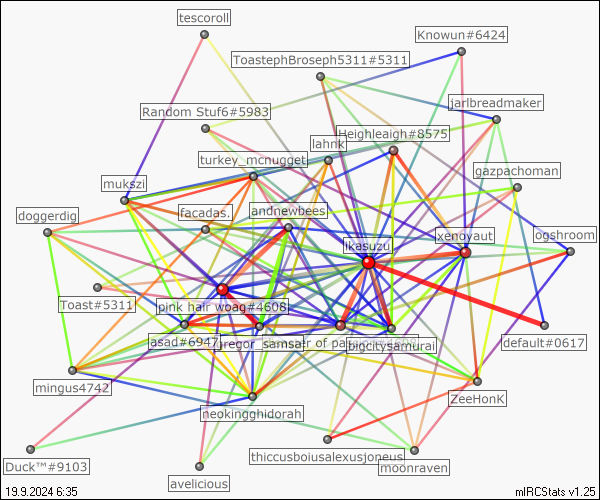 tescoroll
Knowun#6424
ToastephBroseph5311#5311
jarlbreadmaker
Random Stuf6#5983
Heighleaigh#8575
lahnk
turkey_mcnugget
gazpachoman
mukszi
doggerdig
facadas.
andnewbees
ikasuzu
xenoyaut
ogshroom
Toast#5311
pink hair woag#4608
asad#6947
gregor_samsa
er of pa
bigcitysamurai
default#0617
mingus4742
ZeeHonK
neokingghidorah
Duck™#9103
avelicious
thiccusboiusalexusjoneus
moonraven
19.9.2024 6:35
mIRCStats v1.25